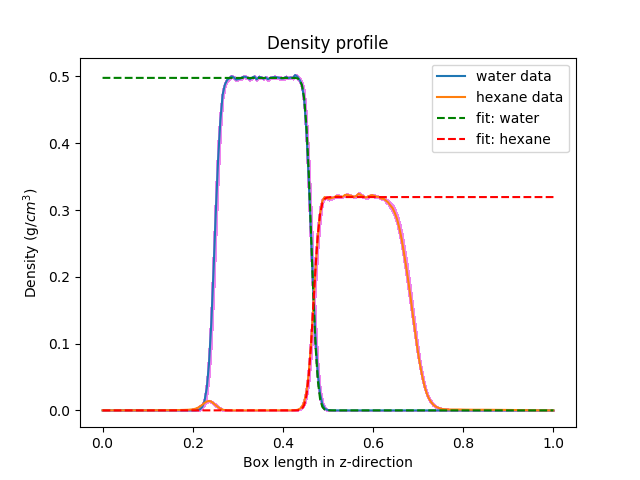 Density profile
water data
hexane data
fit: water
fit: hexane
0.5
0.4
0.3
0.2
0.1
0.0
Density (g/cm³)
0.0 0.2 0.4 0.6 0.8 1.0
Box length in z-direction